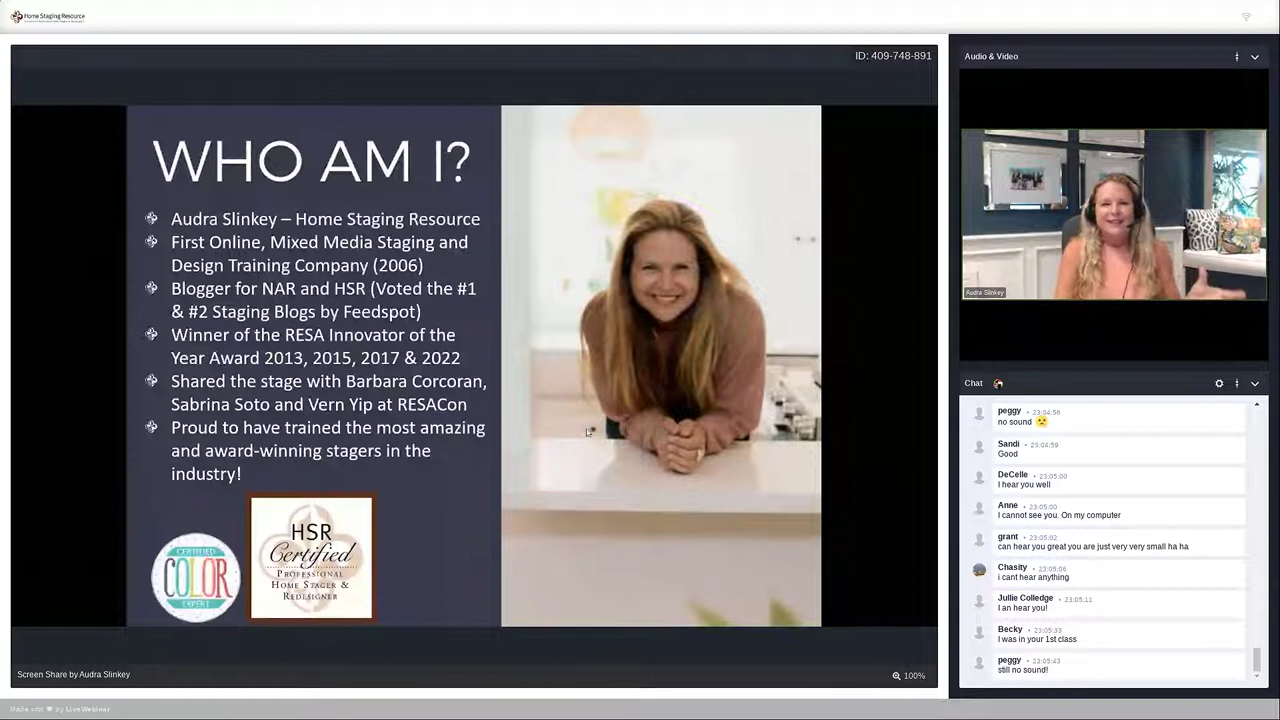 Home Staging Resource
ID: 409-748-891
WHO AM I?
Audra Slinkey – Home Staging Resource
First Online, Mixed Media Staging and
Design Training Company (2006)
Blogger for NAR and HSR (Voted the #1
& #2 Staging Blogs by Feedspot)
Winner of the RESA Innovator of the
Year Award 2013, 2015, 2017 & 2022
Shared the stage with Barbara Corcoran,
Sabrina Soto and Vern Yip at RESACon
Proud to have trained the most amazing
and award-winning stagers in the
industry!
CERTIFIED
COLOR
EXPERT
HSR
Certified
PROFESSIONAL
HOME STAGER &
REDESIGNER
Screen Share by Audra Slinkey
100%
Audio & Video
Audra Slinkey
Chat
peggy • 23:04:56
no sound
Sandi • 23:04:59
Good
DeCelle • 23:05:00
I hear you well
Anne • 23:05:00
I cannot see you. On my computer
grant • 23:05:02
can hear you great you are just very very small ha ha
Chasity • 23:05:06
i cant hear anything
Jullie Colledge • 23:05:11
I an hear you!
Becky • 23:05:33
I was in your 1st class
peggy • 23:05:43
still no sound!
Made with by LiveWebinar